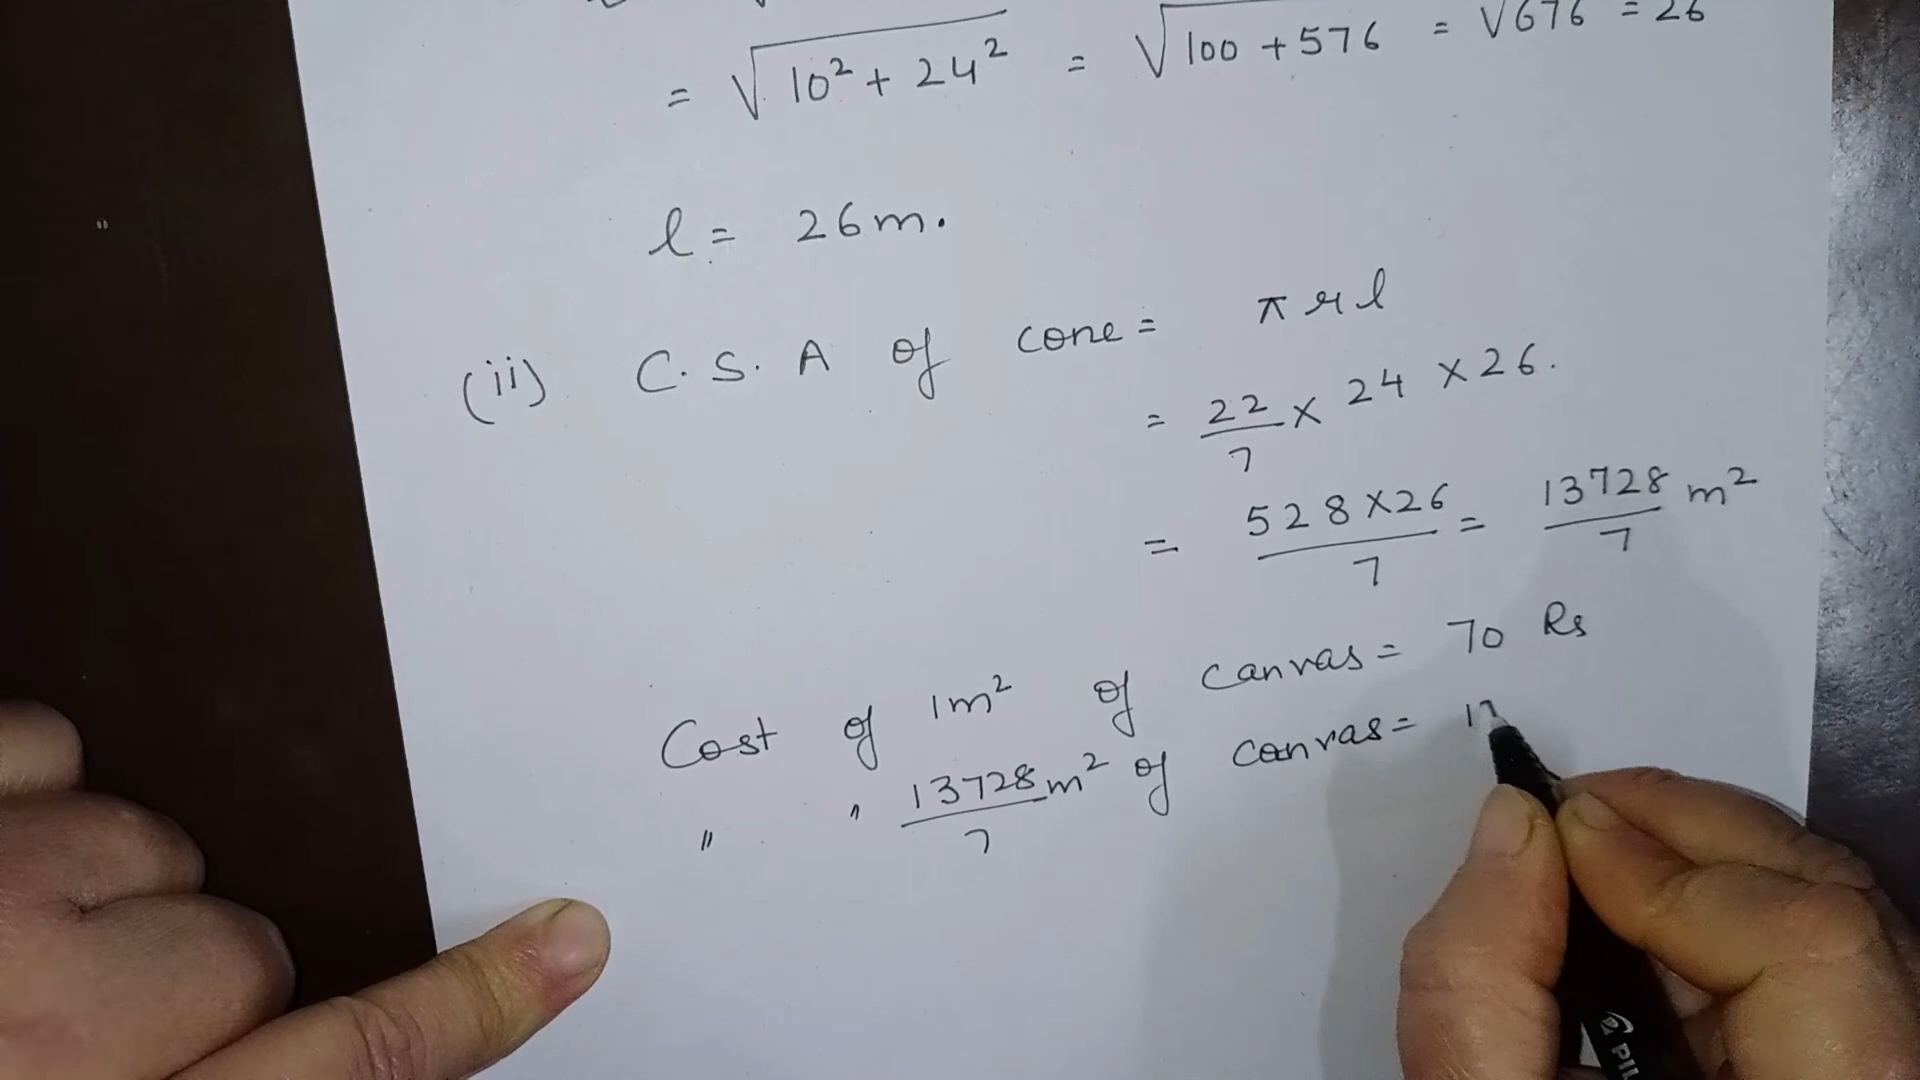 = √10² + 24² = √100 + 576 = √676 = 26
l = 26m.
(ii) C.S.A of cone = π r l
= 22/7 × 24 × 26.
= 528×26/7 = 13728/7 m²
Cost of 1m² of canvas = 70 Rs
" " 13728/7 m² of canvas =